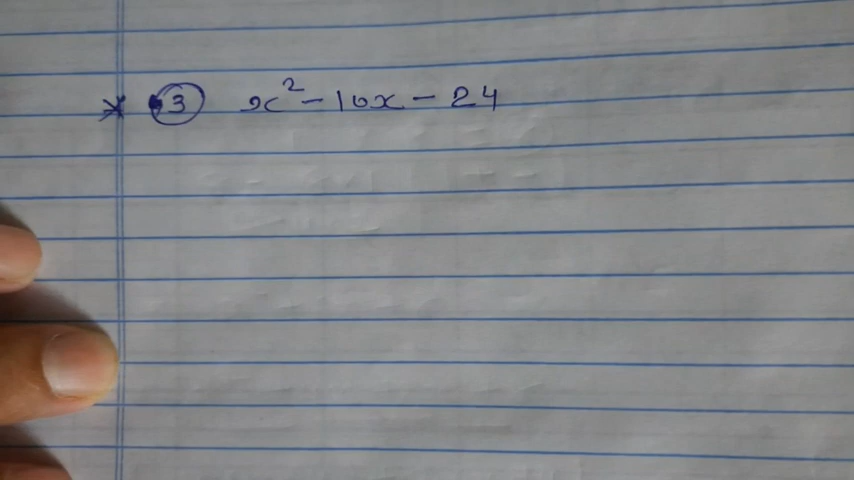 ③ x² - 10x - 24